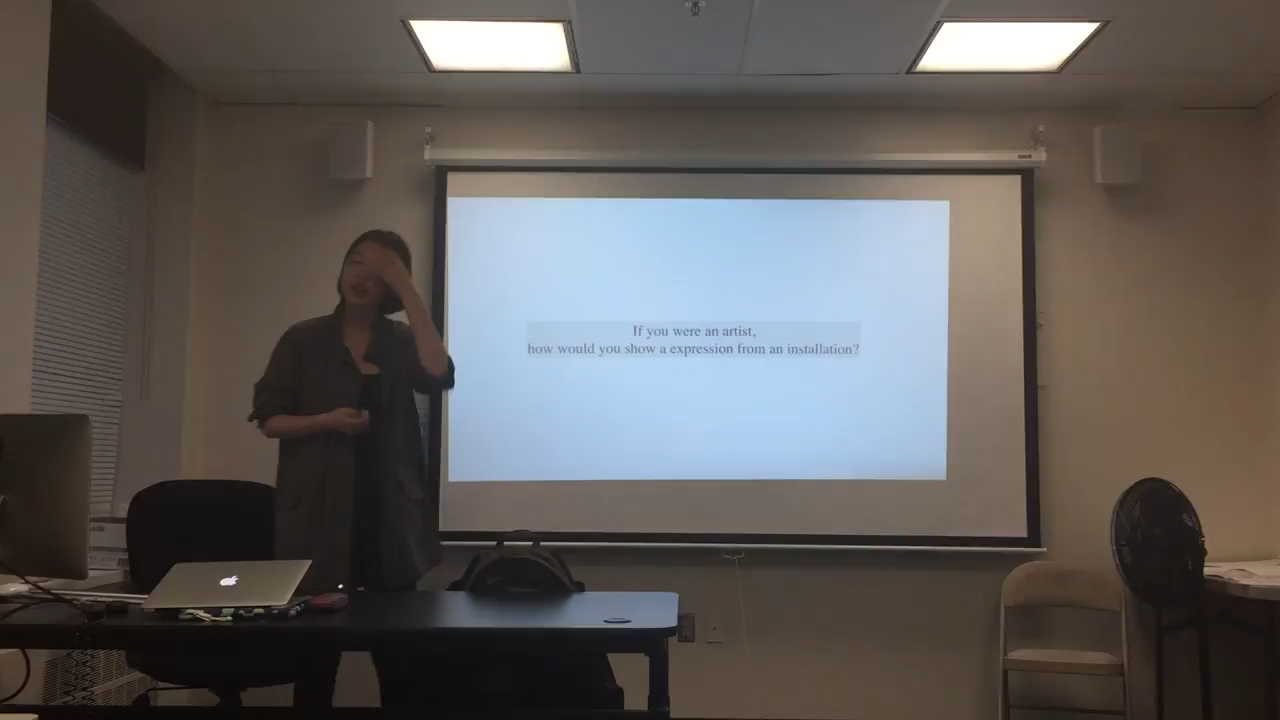 If you were an artist,
how would you show a expression from an installation?